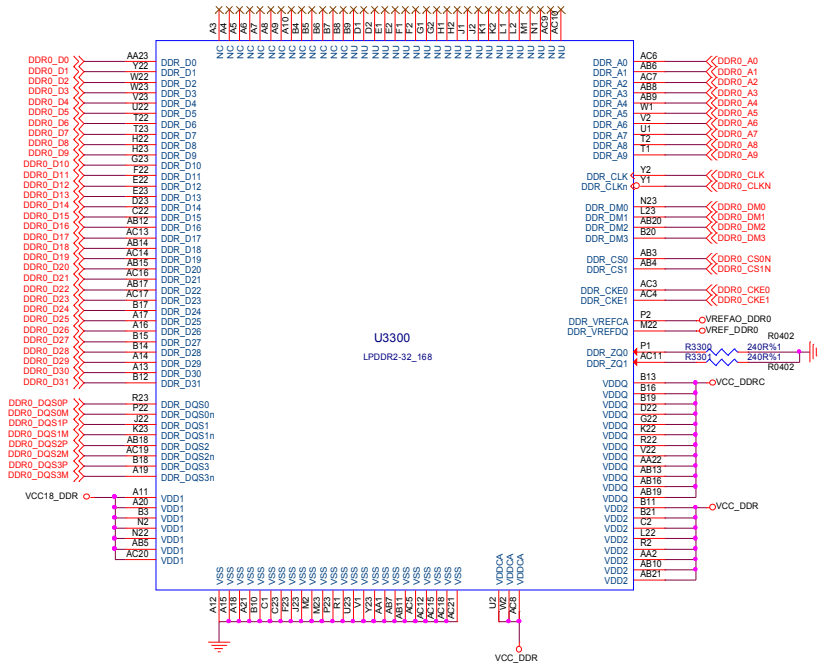 A3 A4 A5 A6 A7 A8 A9 A10 B4 B5 B6 B7 B8 B9 D1 D2 E1 E2 F1 F2 G1 G2 H1 H2 J1 J2 K1 K2 L1 L2 M1 N1 AC9 AC10
NC NC NC NC NC NC NC NC NC NC NC NC NC NC NU NU NU NU NU NU NU NU NU NU NU NU NU NU NU NU NU NU NU NU
DDR0_D0 AA23 DDR_D0
DDR0_D1 Y22 DDR_D1
DDR0_D2 W22 DDR_D2
DDR0_D3 W23 DDR_D3
DDR0_D4 V23 DDR_D4
DDR0_D5 U22 DDR_D5
DDR0_D6 T22 DDR_D6
DDR0_D7 T23 DDR_D7
DDR0_D8 H22 DDR_D8
DDR0_D9 H23 DDR_D9
DDR0_D10 G23 DDR_D10
DDR0_D11 F22 DDR_D11
DDR0_D12 E22 DDR_D12
DDR0_D13 E23 DDR_D13
DDR0_D14 D23 DDR_D14
DDR0_D15 C22 DDR_D15
DDR0_D16 AB12 DDR_D16
DDR0_D17 AC13 DDR_D17
DDR0_D18 AB14 DDR_D18
DDR0_D19 AC14 DDR_D19
DDR0_D20 AB15 DDR_D20
DDR0_D21 AC16 DDR_D21
DDR0_D22 AB17 DDR_D22
DDR0_D23 AC17 DDR_D23
DDR0_D24 B17 DDR_D24
DDR0_D25 A17 DDR_D25
DDR0_D26 A16 DDR_D26
DDR0_D27 B15 DDR_D27
DDR0_D28 B14 DDR_D28
DDR0_D29 A14 DDR_D29
DDR0_D30 A13 DDR_D30
DDR0_D31 B12 DDR_D31
DDR0_DQS0P R23 DDR_DQS0
DDR0_DQS0M P22 DDR_DQS0n
DDR0_DQS1P J22 DDR_DQS1
DDR0_DQS1M K23 DDR_DQS1n
DDR0_DQS2P AB18 DDR_DQS2
DDR0_DQS2M AC19 DDR_DQS2n
DDR0_DQS3P B18 DDR_DQS3
DDR0_DQS3M A19 DDR_DQS3n
VCC18_DDR A11 VDD1
A20 VDD1
B3 VDD1
N2 VDD1
N22 VDD1
AB5 VDD1
AC20 VDD1
U3300
LPDDR2-32_168
DDR_A0 AC6 DDR0_A0
DDR_A1 AB6 DDR0_A1
DDR_A2 AC7 DDR0_A2
DDR_A3 AB8 DDR0_A3
DDR_A4 AB9 DDR0_A4
DDR_A5 W1 DDR0_A5
DDR_A6 V2 DDR0_A6
DDR_A7 U1 DDR0_A7
DDR_A8 T2 DDR0_A8
DDR_A9 T1 DDR0_A9
DDR_CLK Y2 DDR0_CLK
DDR_CLKn Y1 DDR0_CLKN
DDR_DM0 N23 DDR0_DM0
DDR_DM1 L23 DDR0_DM1
DDR_DM2 AB20 DDR0_DM2
DDR_DM3 B20 DDR0_DM3
DDR_CS0 AB3 DDR0_CS0N
DDR_CS1 AB4 DDR0_CS1N
DDR_CKE0 AC3 DDR0_CKE0
DDR_CKE1 AC4 DDR0_CKE1
DDR_VREFCA P2 VREFAO_DDR0
DDR_VREFDQ M22 VREF_DDR0
R0402
DDR_ZQ0 P1 R3300 240R%1
DDR_ZQ1 AC11 R3301 240R%1
R0402
VDDQ B13 VCC_DDRC
VDDQ B16
VDDQ B19
VDDQ D22
VDDQ G22
VDDQ K22
VDDQ R22
VDDQ V22
VDDQ AA22
VDDQ AB13
VDDQ AB16
VDDQ AB19
VDD2 B11 VCC_DDR
VDD2 B21
VDD2 C2
VDD2 L22
VDD2 R2
VDD2 AA2
VDD2 AB10
VDD2 AB21
VSS VSS VSS VSS VSS VSS VSS VSS VSS VSS VSS VSS VSS VSS VSS VSS VSS VSS VSS VSS VSS VSS VSS VSS VDDCA VDDCA VDDCA
A12 A15 A18 A21 B10 C1 C23 F23 J23 M2 M23 P23 R1 U23 V1 Y23 AA1 AB7 AB11 AC5 AC12 AC15 AC18 AC21 U2 W2 AC8
VCC_DDR